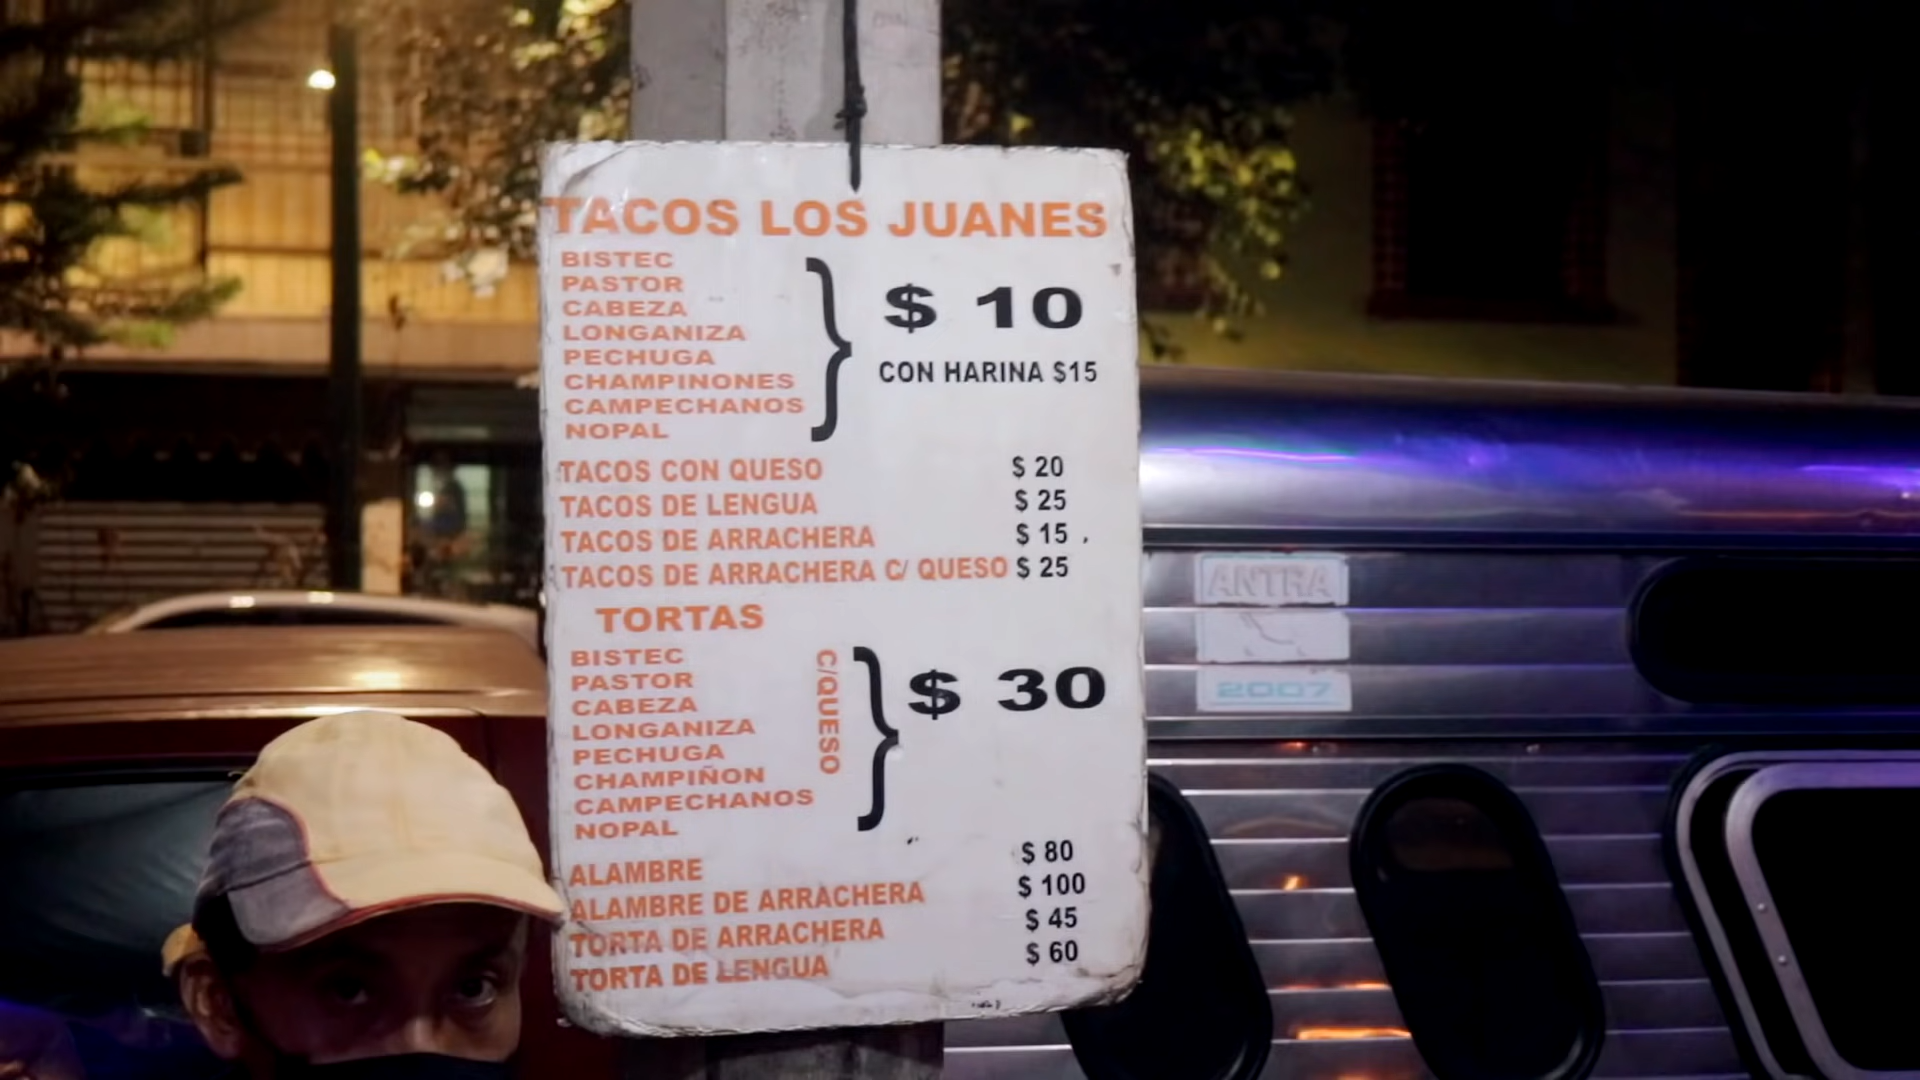 TACOS LOS JUANES
BISTEC
PASTOR
CABEZA
LONGANIZA
PECHUGA
CHAMPINONES
CAMPECHANOS
NOPAL
$ 10
CON HARINA $15
TACOS CON QUESO $ 20
TACOS DE LENGUA $ 25
TACOS DE ARRACHERA $ 15
TACOS DE ARRACHERA C/ QUESO $ 25
TORTAS
BISTEC
PASTOR
CABEZA
LONGANIZA
PECHUGA
CHAMPIÑON
CAMPECHANOS
NOPAL
C/QUESO
$ 30
ALAMBRE $ 80
ALAMBRE DE ARRACHERA $ 100
TORTA DE ARRACHERA $ 45
TORTA DE LENGUA $ 60
ANTRA
2007